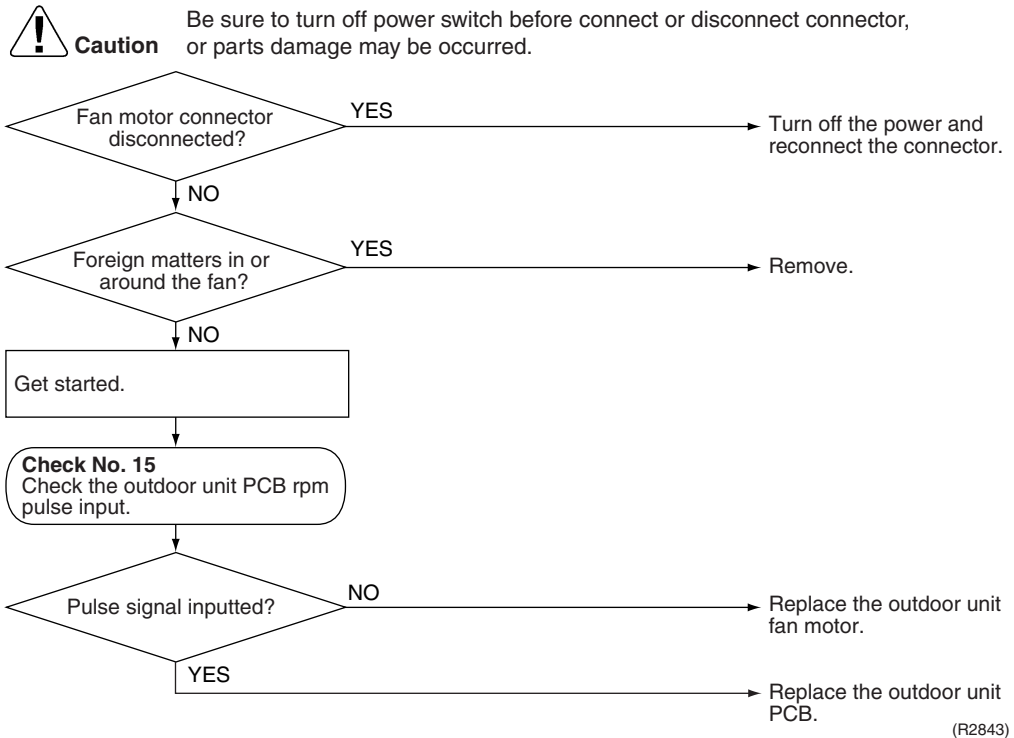 Be sure to turn off power switch before connect or disconnect connector,
Caution or parts damage may be occurred.
Fan motor connector
disconnected?
YES
Turn off the power and
reconnect the connector.
NO
Foreign matters in or
around the fan?
YES
Remove.
NO
Get started.
Check No. 15
Check the outdoor unit PCB rpm
pulse input.
Pulse signal inputted?
NO
Replace the outdoor unit
fan motor.
YES
Replace the outdoor unit
PCB.
(R2843)